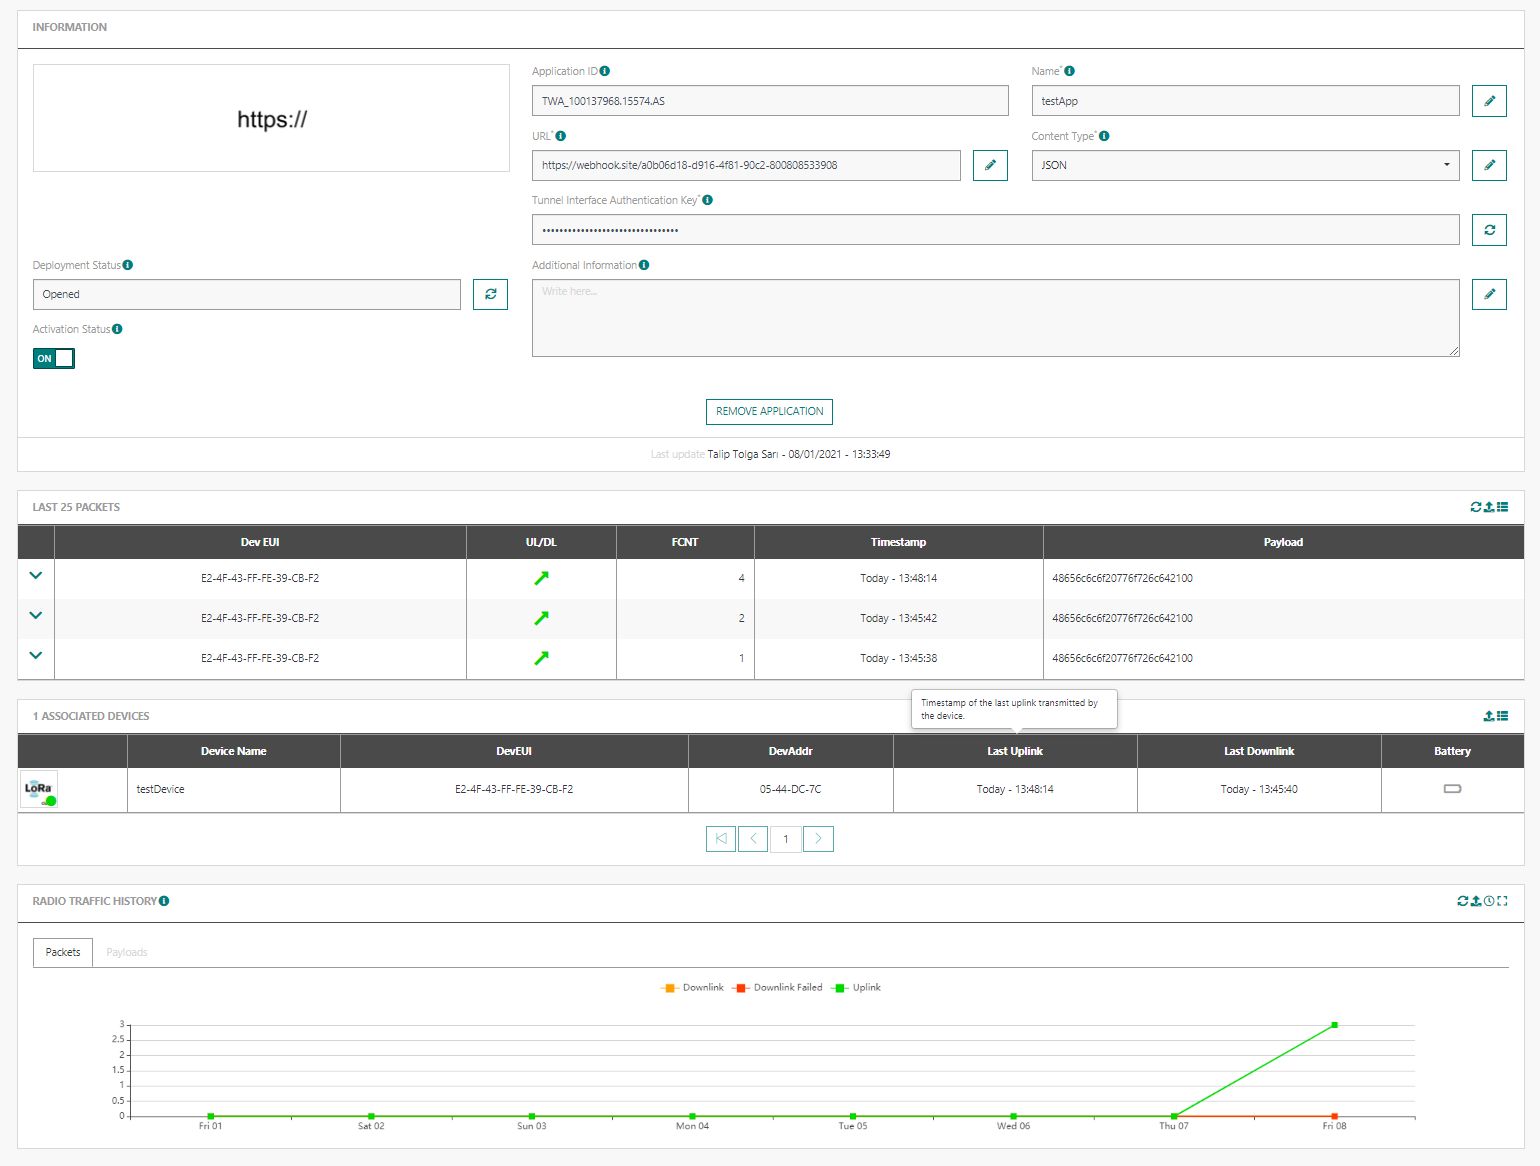 INFORMATION
https://
Application ID
TWA_100137968.15574.AS
Name*
testApp
URL*
https://webhook.site/a0b06d18-d916-4f81-90c2-800808533908
Content Type*
JSON
Tunnel Interface Authentication Key*
••••••••••••••••••••••••••••••••
Deployment Status
Opened
Additional Information
Write here...
Activation Status
ON
REMOVE APPLICATION
Last update Talip Tolga Sarı - 08/01/2021 - 13:33:49
LAST 25 PACKETS
Dev EUI UL/DL FCNT Timestamp Payload
E2-4F-43-FF-FE-39-CB-F2 4 Today - 13:48:14 48656c6c6f20776f726c642100
E2-4F-43-FF-FE-39-CB-F2 2 Today - 13:45:42 48656c6c6f20776f726c642100
E2-4F-43-FF-FE-39-CB-F2 1 Today - 13:45:38 48656c6c6f20776f726c642100
1 ASSOCIATED DEVICES
Timestamp of the last uplink transmitted by
the device.
Device Name DevEUI DevAddr Last Uplink Last Downlink Battery
LoRa testDevice E2-4F-43-FF-FE-39-CB-F2 05-44-DC-7C Today - 13:48:14 Today - 13:45:40
1
RADIO TRAFFIC HISTORY
Packets Payloads
Downlink Downlink Failed Uplink
3
2.5
2
1.5
1
0.5
0
Fri 01 Sat 02 Sun 03 Mon 04 Tue 05 Wed 06 Thu 07 Fri 08